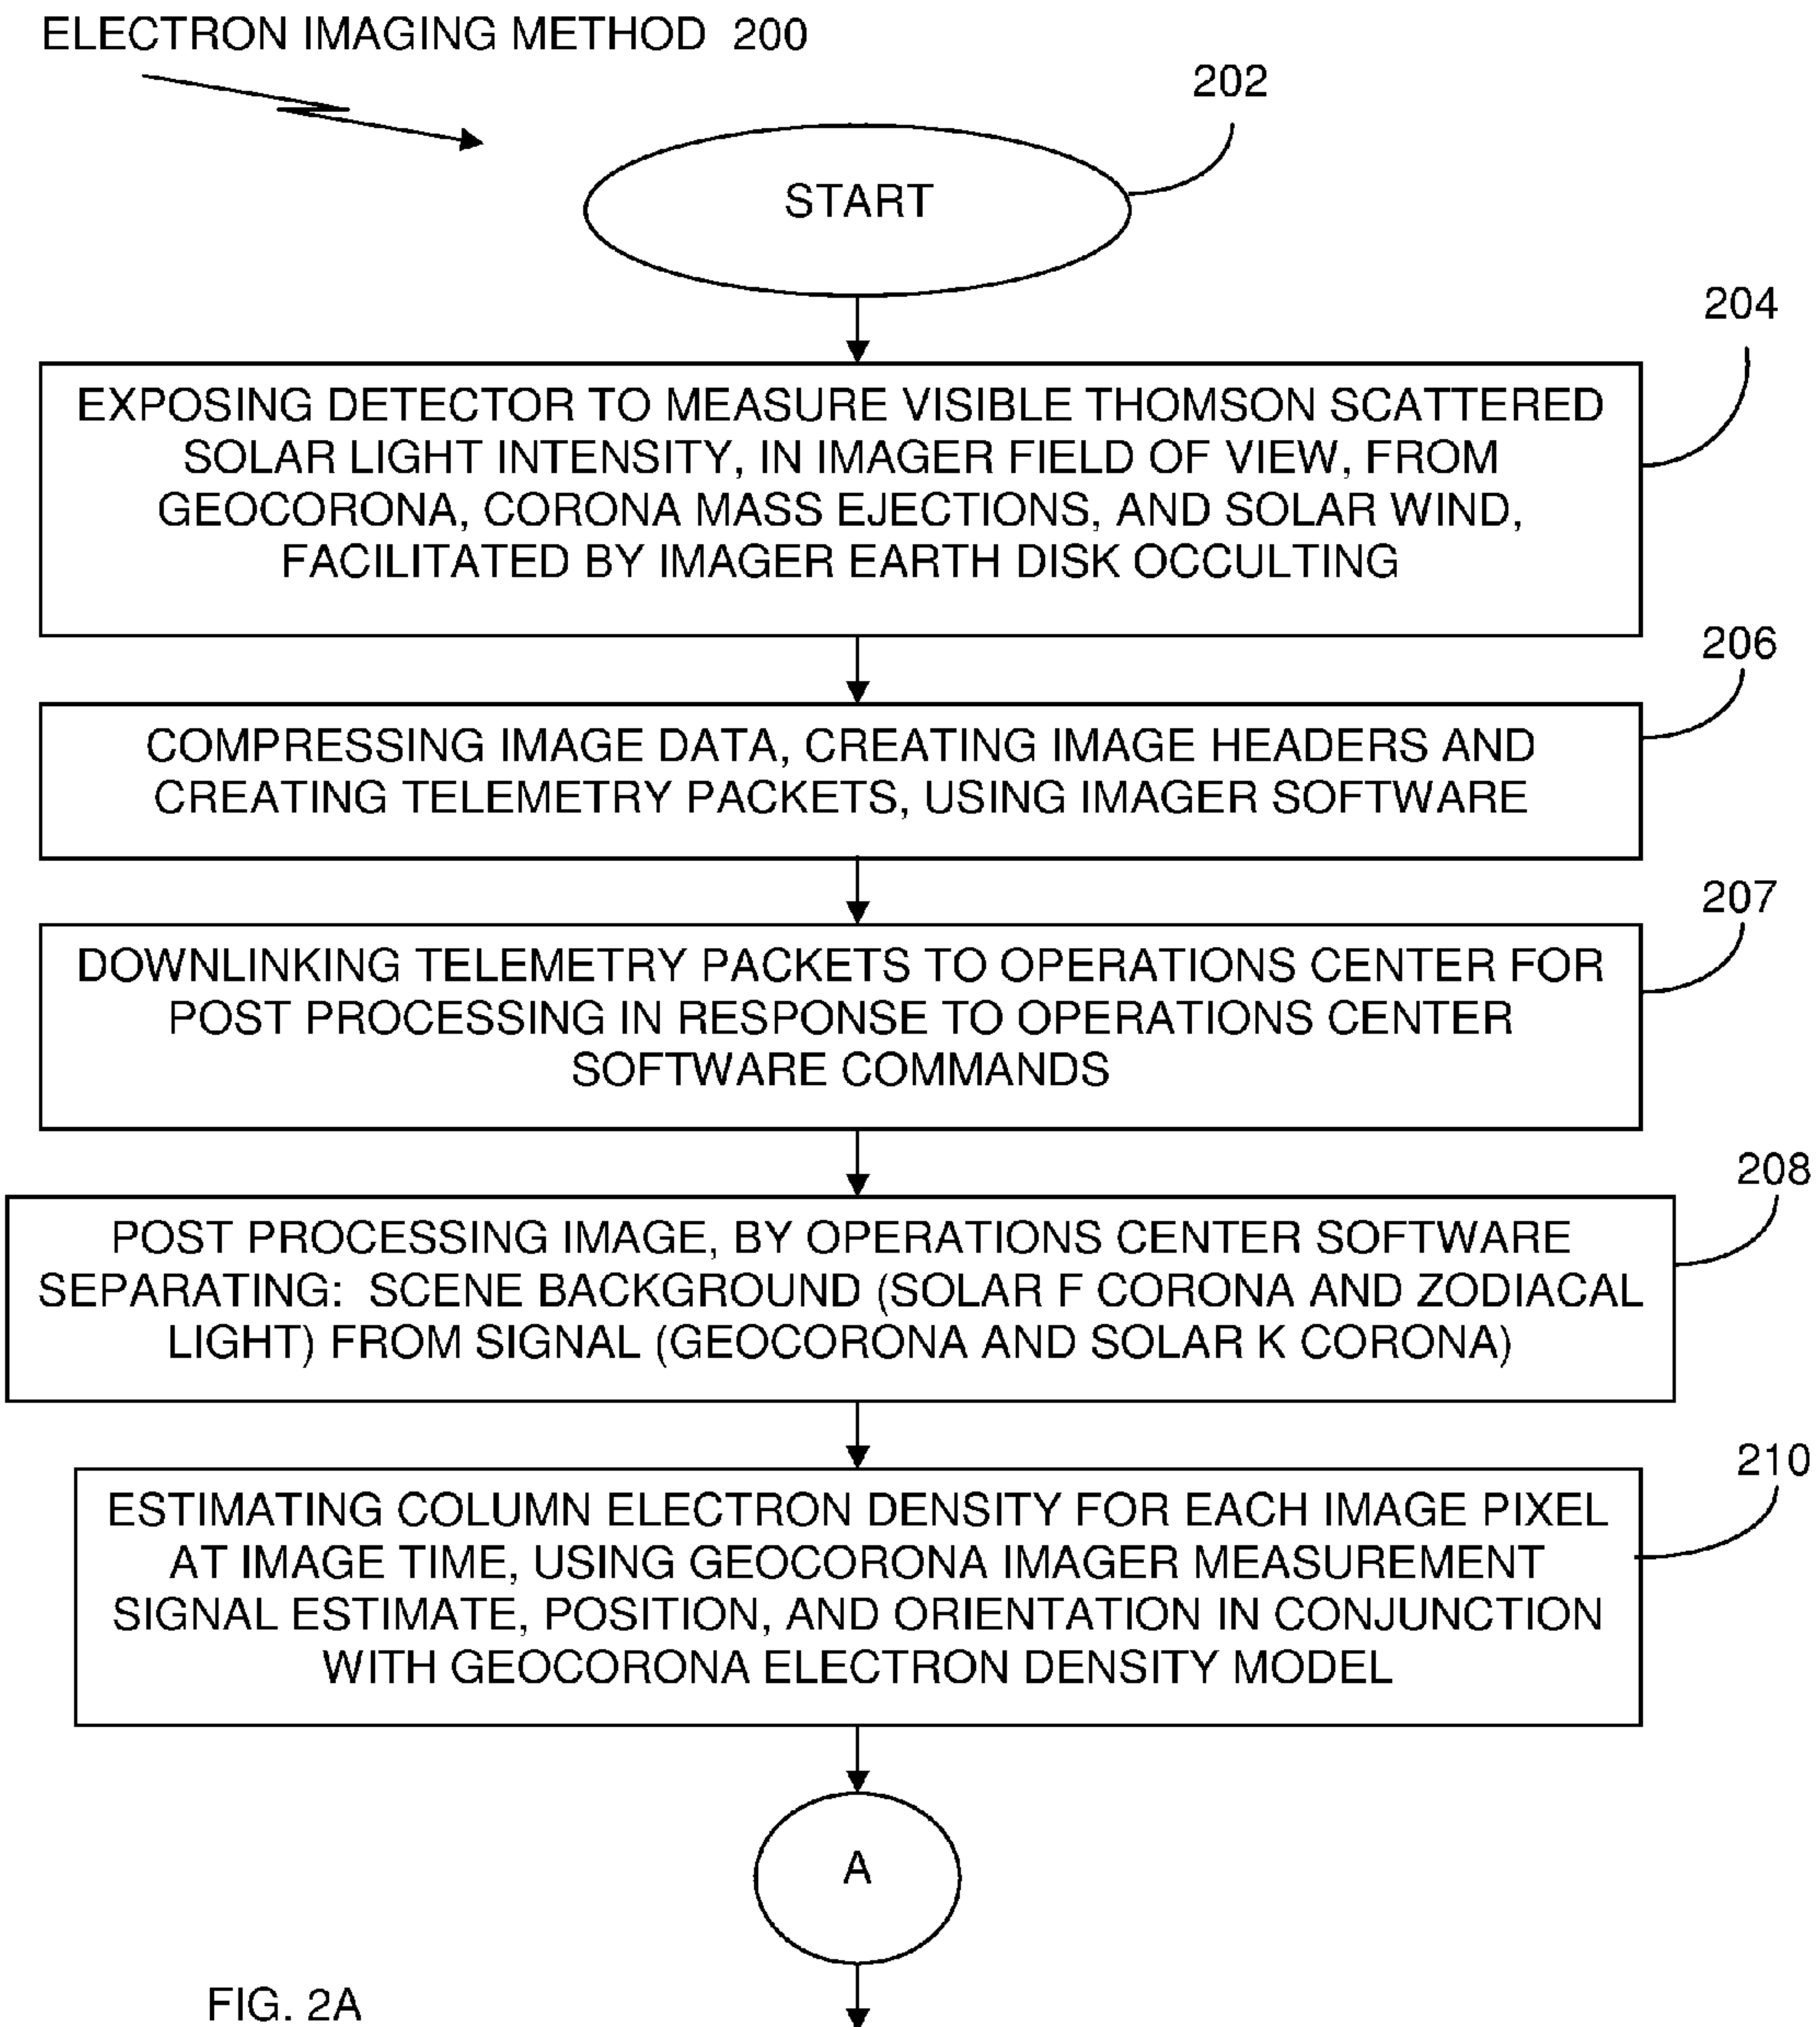 ELECTRON IMAGING METHOD 200
202
START
204
EXPOSING DETECTOR TO MEASURE VISIBLE THOMSON SCATTERED
SOLAR LIGHT INTENSITY, IN IMAGER FIELD OF VIEW, FROM
GEOCORONA, CORONA MASS EJECTIONS, AND SOLAR WIND,
FACILITATED BY IMAGER EARTH DISK OCCULTING
206
COMPRESSING IMAGE DATA, CREATING IMAGE HEADERS AND
CREATING TELEMETRY PACKETS, USING IMAGER SOFTWARE
207
DOWNLINKING TELEMETRY PACKETS TO OPERATIONS CENTER FOR
POST PROCESSING IN RESPONSE TO OPERATIONS CENTER
SOFTWARE COMMANDS
208
POST PROCESSING IMAGE, BY OPERATIONS CENTER SOFTWARE
SEPARATING: SCENE BACKGROUND (SOLAR F CORONA AND ZODIACAL
LIGHT) FROM SIGNAL (GEOCORONA AND SOLAR K CORONA)
210
ESTIMATING COLUMN ELECTRON DENSITY FOR EACH IMAGE PIXEL
AT IMAGE TIME, USING GEOCORONA IMAGER MEASUREMENT
SIGNAL ESTIMATE, POSITION, AND ORIENTATION IN CONJUNCTION
WITH GEOCORONA ELECTRON DENSITY MODEL
A
FIG. 2A